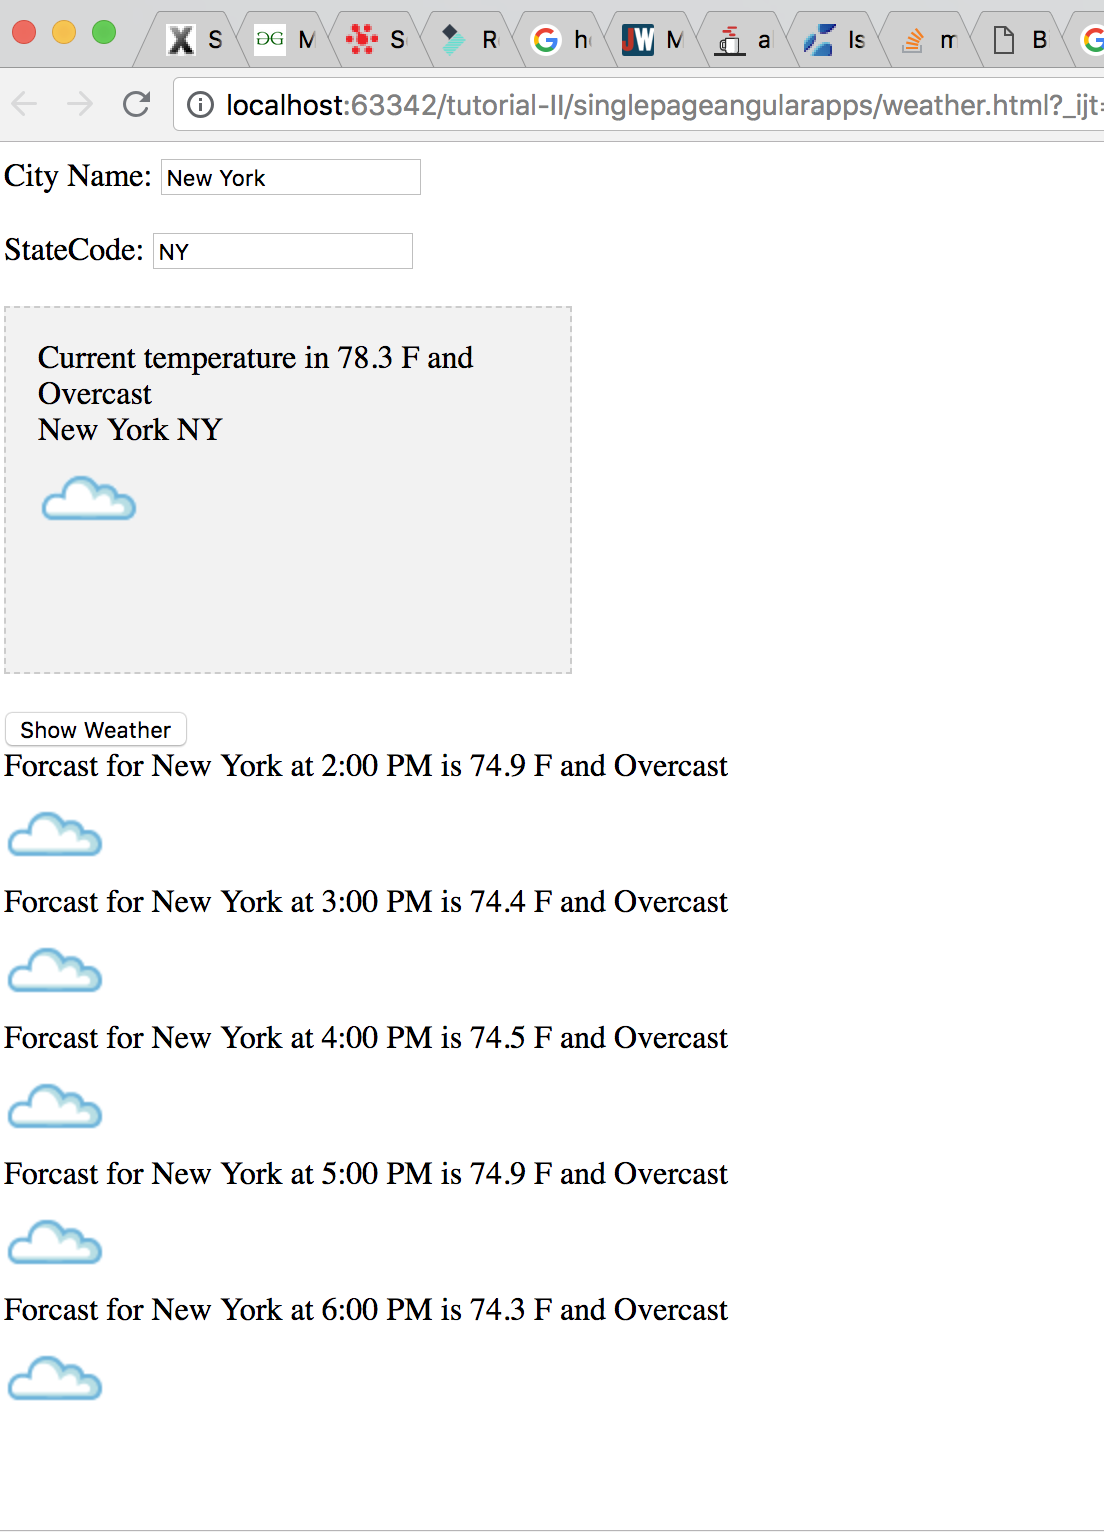 S M S R h M a Is m B
localhost:63342/tutorial-II/singlepageangularapps/weather.html?_ijt=
City Name: New York
StateCode: NY
Current temperature in 78.3 F and
Overcast
New York NY
Show Weather
Forcast for New York at 2:00 PM is 74.9 F and Overcast
Forcast for New York at 3:00 PM is 74.4 F and Overcast
Forcast for New York at 4:00 PM is 74.5 F and Overcast
Forcast for New York at 5:00 PM is 74.9 F and Overcast
Forcast for New York at 6:00 PM is 74.3 F and Overcast